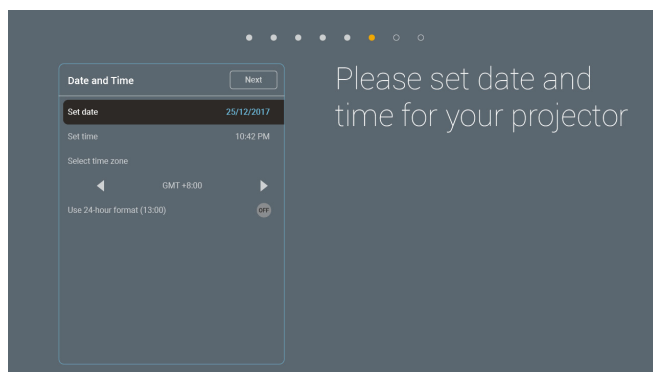 Date and Time
Next
Set date
25/12/2017
Set time
10:42 PM
Select time zone
GMT +8:00
Use 24-hour format (13:00)
OFF
Please set date and
time for your projector